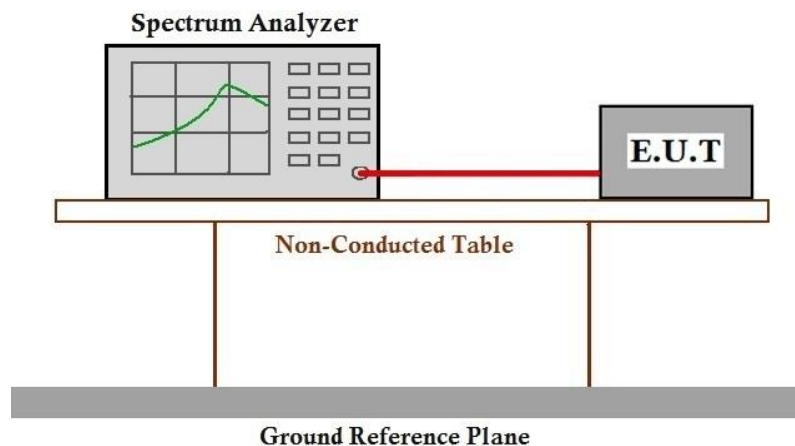 Spectrum Analyzer
E.U.T
Non-Conducted Table
Ground Reference Plane